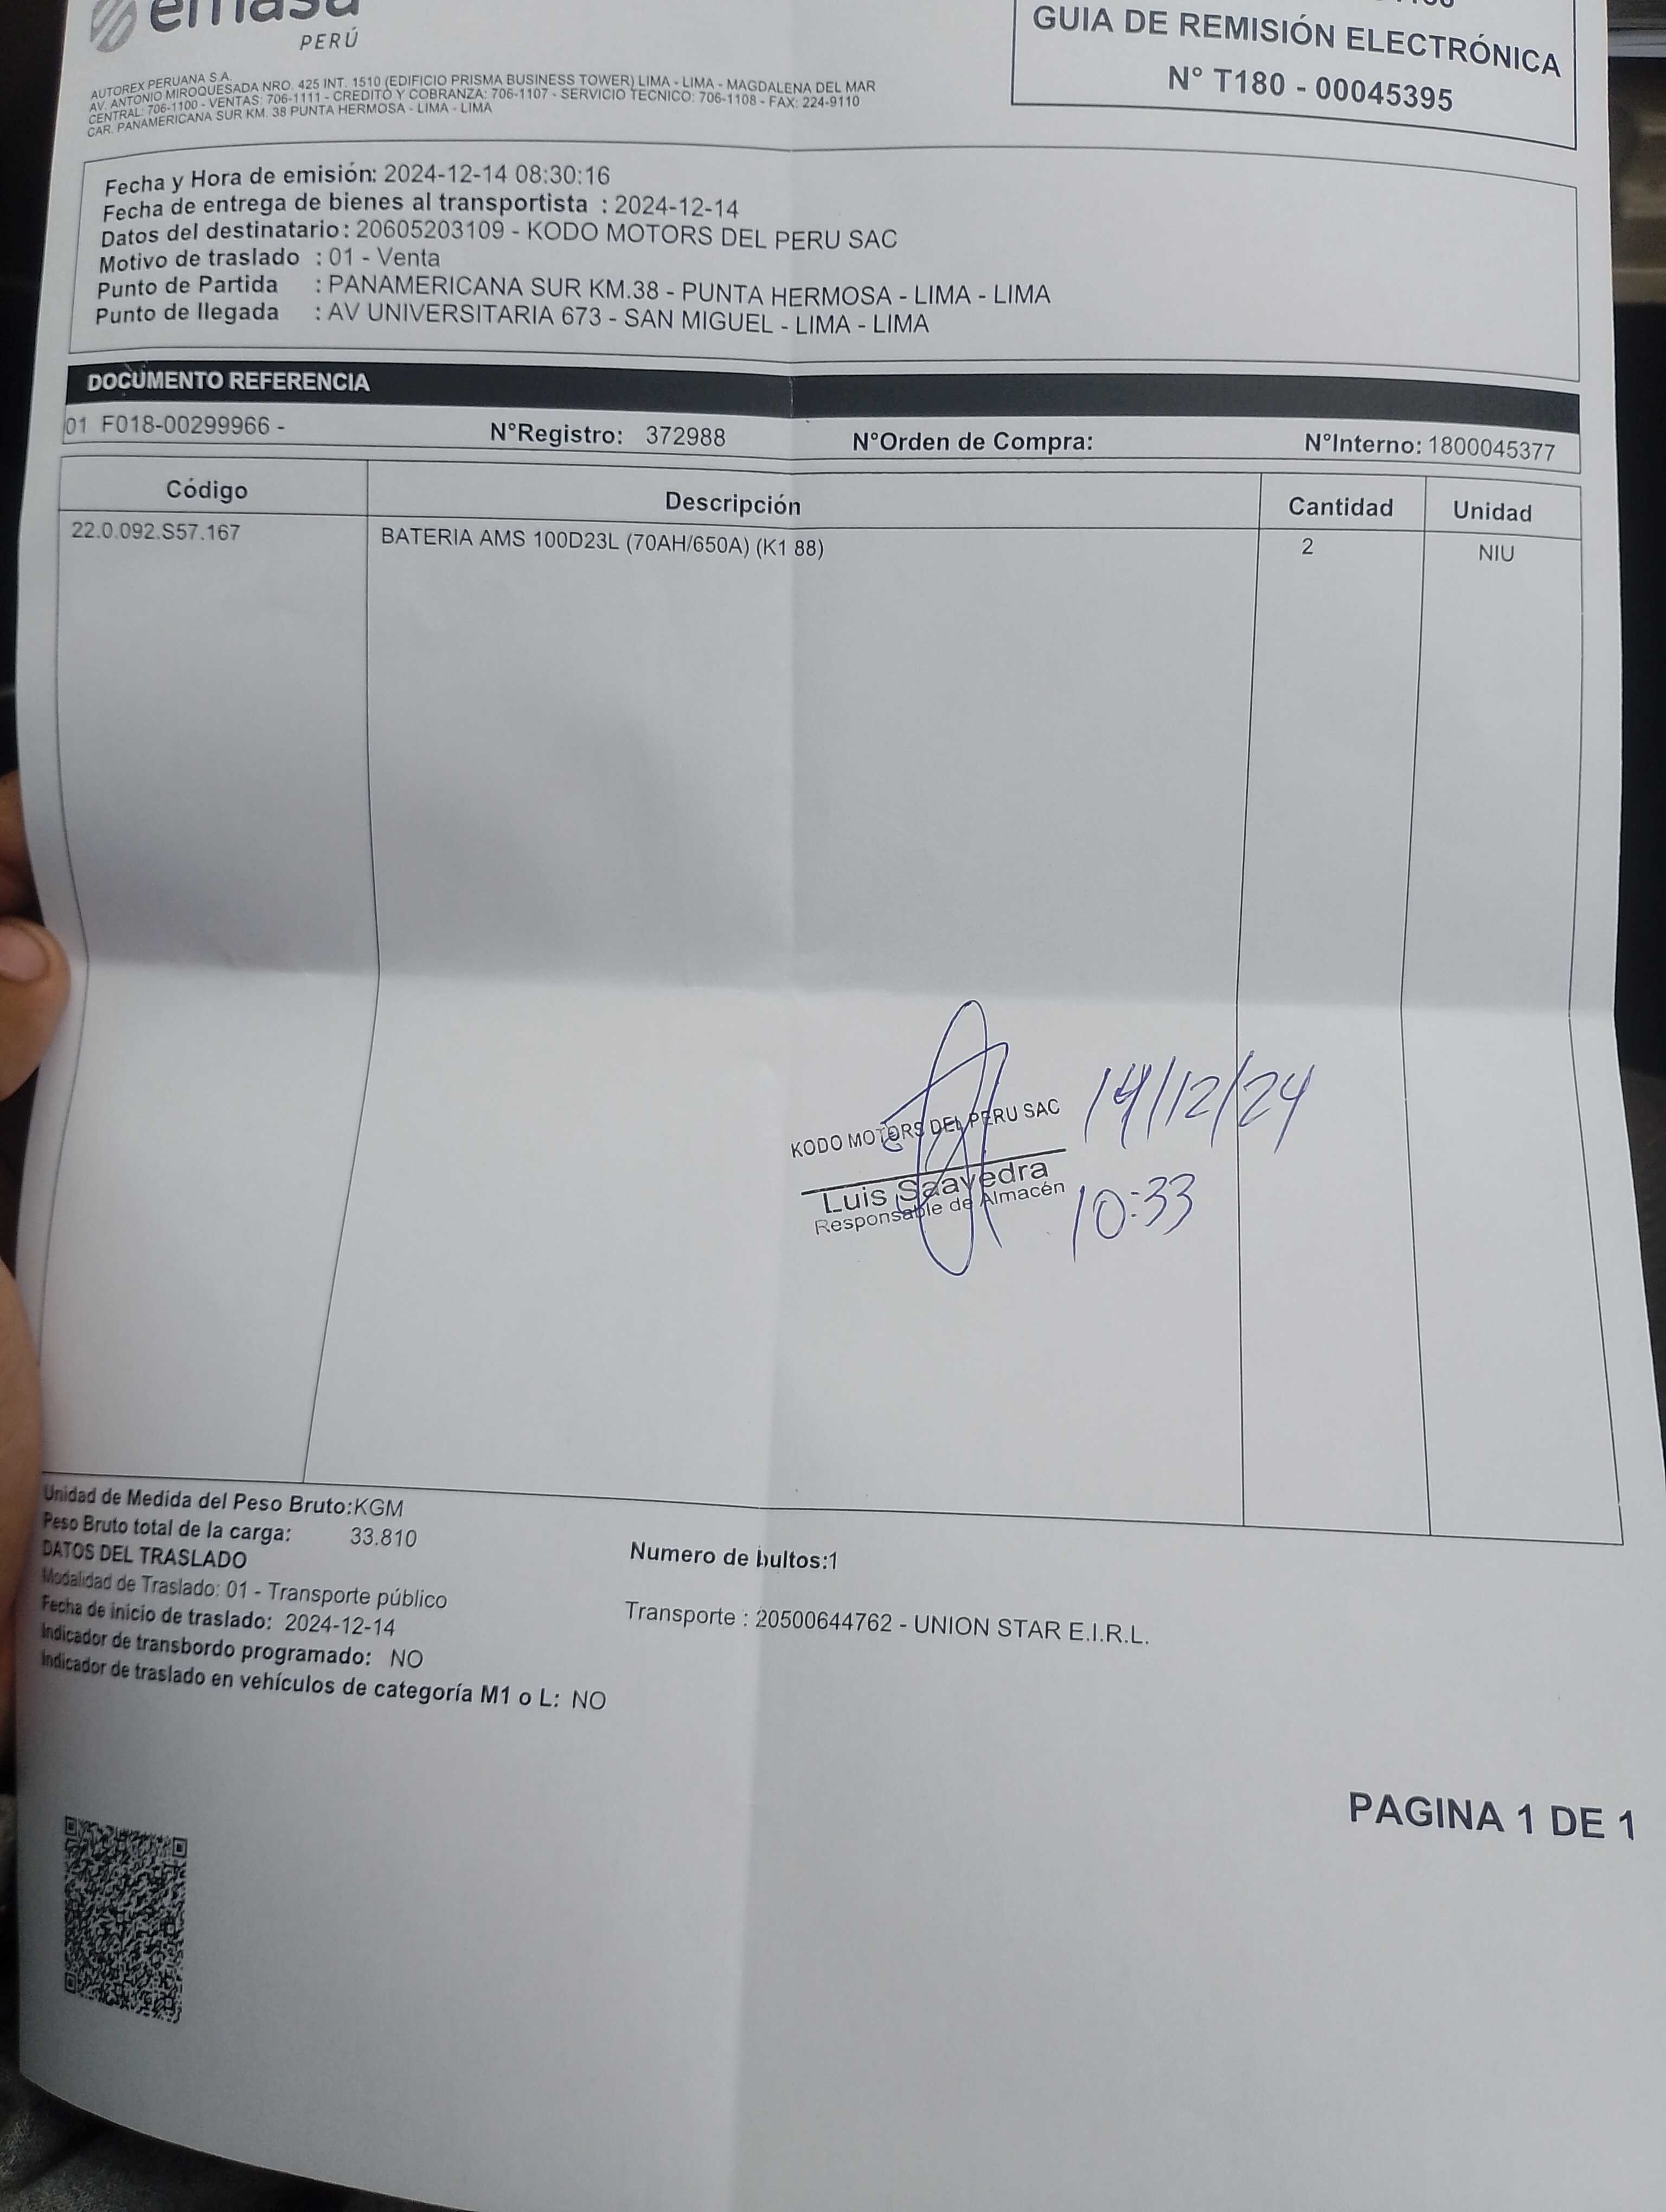 emasa
PERÚ
GUIA DE REMISIÓN ELECTRÓNICA
N° T180 - 00045395
AUTOREX PERUANA S.A.
AV. ANTONIO MIROQUESADA NRO. 425 INT. 1510 (EDIFICIO PRISMA BUSINESS TOWER) LIMA - LIMA - MAGDALENA DEL MAR
CENTRAL: 706-1100 - VENTAS: 706-1111 - CREDITO Y COBRANZA: 706-1107 - SERVICIO TECNICO: 706-1108 - FAX: 224-9110
CAR. PANAMERICANA SUR KM. 38 PUNTA HERMOSA - LIMA - LIMA
Fecha y Hora de emisión: 2024-12-14 08:30:16
Fecha de entrega de bienes al transportista : 2024-12-14
Datos del destinatario : 20605203109 - KODO MOTORS DEL PERU SAC
Motivo de traslado : 01 - Venta
Punto de Partida : PANAMERICANA SUR KM.38 - PUNTA HERMOSA - LIMA - LIMA
Punto de llegada : AV UNIVERSITARIA 673 - SAN MIGUEL - LIMA - LIMA
DOCUMENTO REFERENCIA
01 F018-00299966 - N°Registro: 372988 N°Orden de Compra: N°Interno: 1800045377
Código Descripción Cantidad Unidad
22.0.092.S57.167 BATERIA AMS 100D23L (70AH/650A) (K1 88) 2 NIU
KODO MOTORS DEL PERU SAC 14/12/24
Luis Saavedra
Responsable de Almacén 10:33
Unidad de Medida del Peso Bruto:KGM
Peso Bruto total de la carga: 33.810
Numero de bultos:1
DATOS DEL TRASLADO
Modalidad de Traslado: 01 - Transporte público
Transporte : 20500644762 - UNION STAR E.I.R.L.
Fecha de inicio de traslado: 2024-12-14
Indicador de transbordo programado: NO
Indicador de traslado en vehículos de categoría M1 o L: NO
PAGINA 1 DE 1